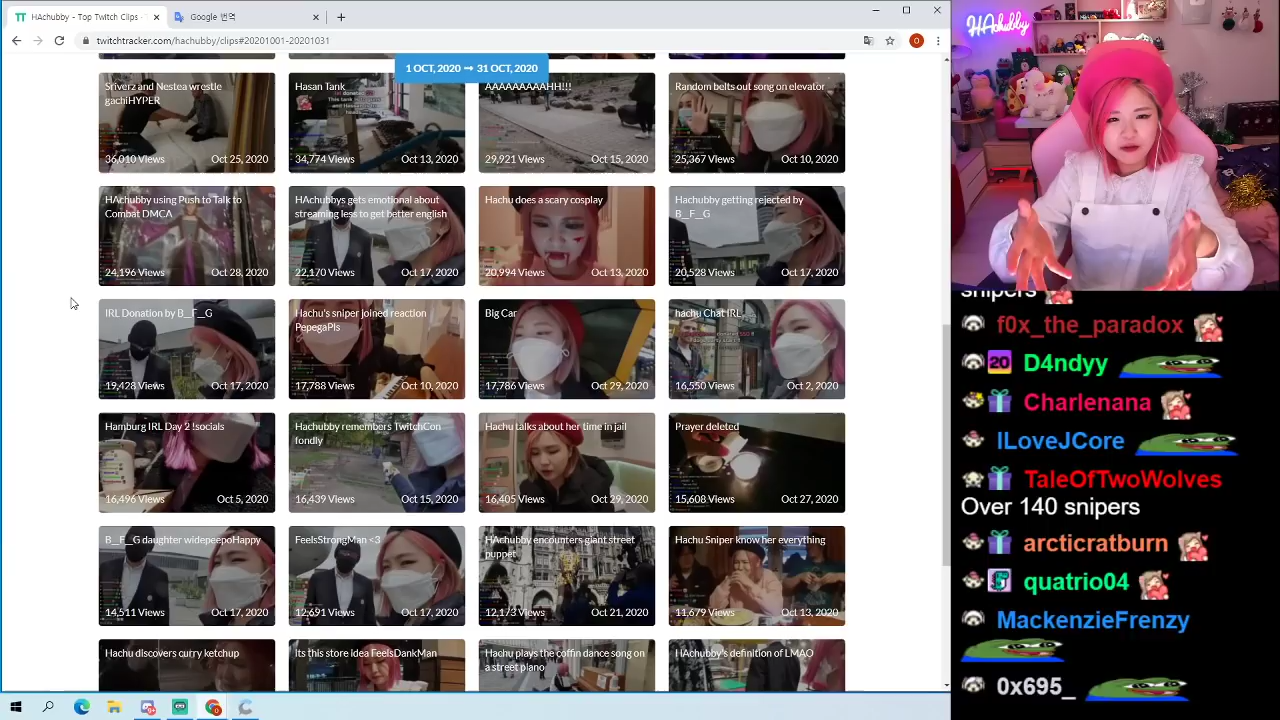 HAchubby - Top Twitch Clips -
Google 번역
twitchtracker.com/hachubby/clips#20201001-20201031
1 OCT, 2020 → 31 OCT, 2020
Sriverz and Nestea wrestle
gachiHYPER
36,010 Views Oct 25, 2020
Hasan Tank
34,774 Views Oct 13, 2020
AAAAAAAAAHH!!!
29,921 Views Oct 15, 2020
Random belts out song on elevator
25,367 Views Oct 10, 2020
HAchubby using Push to Talk to
Combat DMCA
24,196 Views Oct 28, 2020
HAchubbys gets emotional about
streaming less to get better english
22,170 Views Oct 17, 2020
Hachu does a scary cosplay
20,994 Views Oct 13, 2020
Hachubby getting rejected by
B__F__G
20,528 Views Oct 17, 2020
IRL Donation by B__F__G
19,428 Views Oct 17, 2020
Hachu's sniper joined reaction
PepegaPls
17,788 Views Oct 10, 2020
Big Car
17,786 Views Oct 29, 2020
hachu Chat IRL
16,550 Views Oct 2, 2020
Hamburg IRL Day 2 !socials
16,496 Views Oct 5, 2020
Hachubby remembers TwitchCon
fondly
16,439 Views Oct 15, 2020
Hachu talks about her time in jail
16,405 Views Oct 29, 2020
Prayer deleted
15,608 Views Oct 27, 2020
B__F__G daughter widepeepoHappy
14,511 Views Oct 17, 2020
FeelsStrongMan <3
12,691 Views Oct 17, 2020
HAchubby encounters giant street
puppet
12,173 Views Oct 21, 2020
Hachu Sniper know her everything
11,679 Views Oct 13, 2020
Hachu discovers curry ketchup
Its this store idea FeelsDankMan
Hachu plays the coffin dance song on
a street piano
HAchubby's definition of LMAO
HAchubby
snipers
f0x_the_paradox
20 D4ndyy
Charlenana
ILoveJCore
TaleOfTwoWolves
Over 140 snipers
arcticratburn
quatrio04
MackenzieFrenzy
0x695_